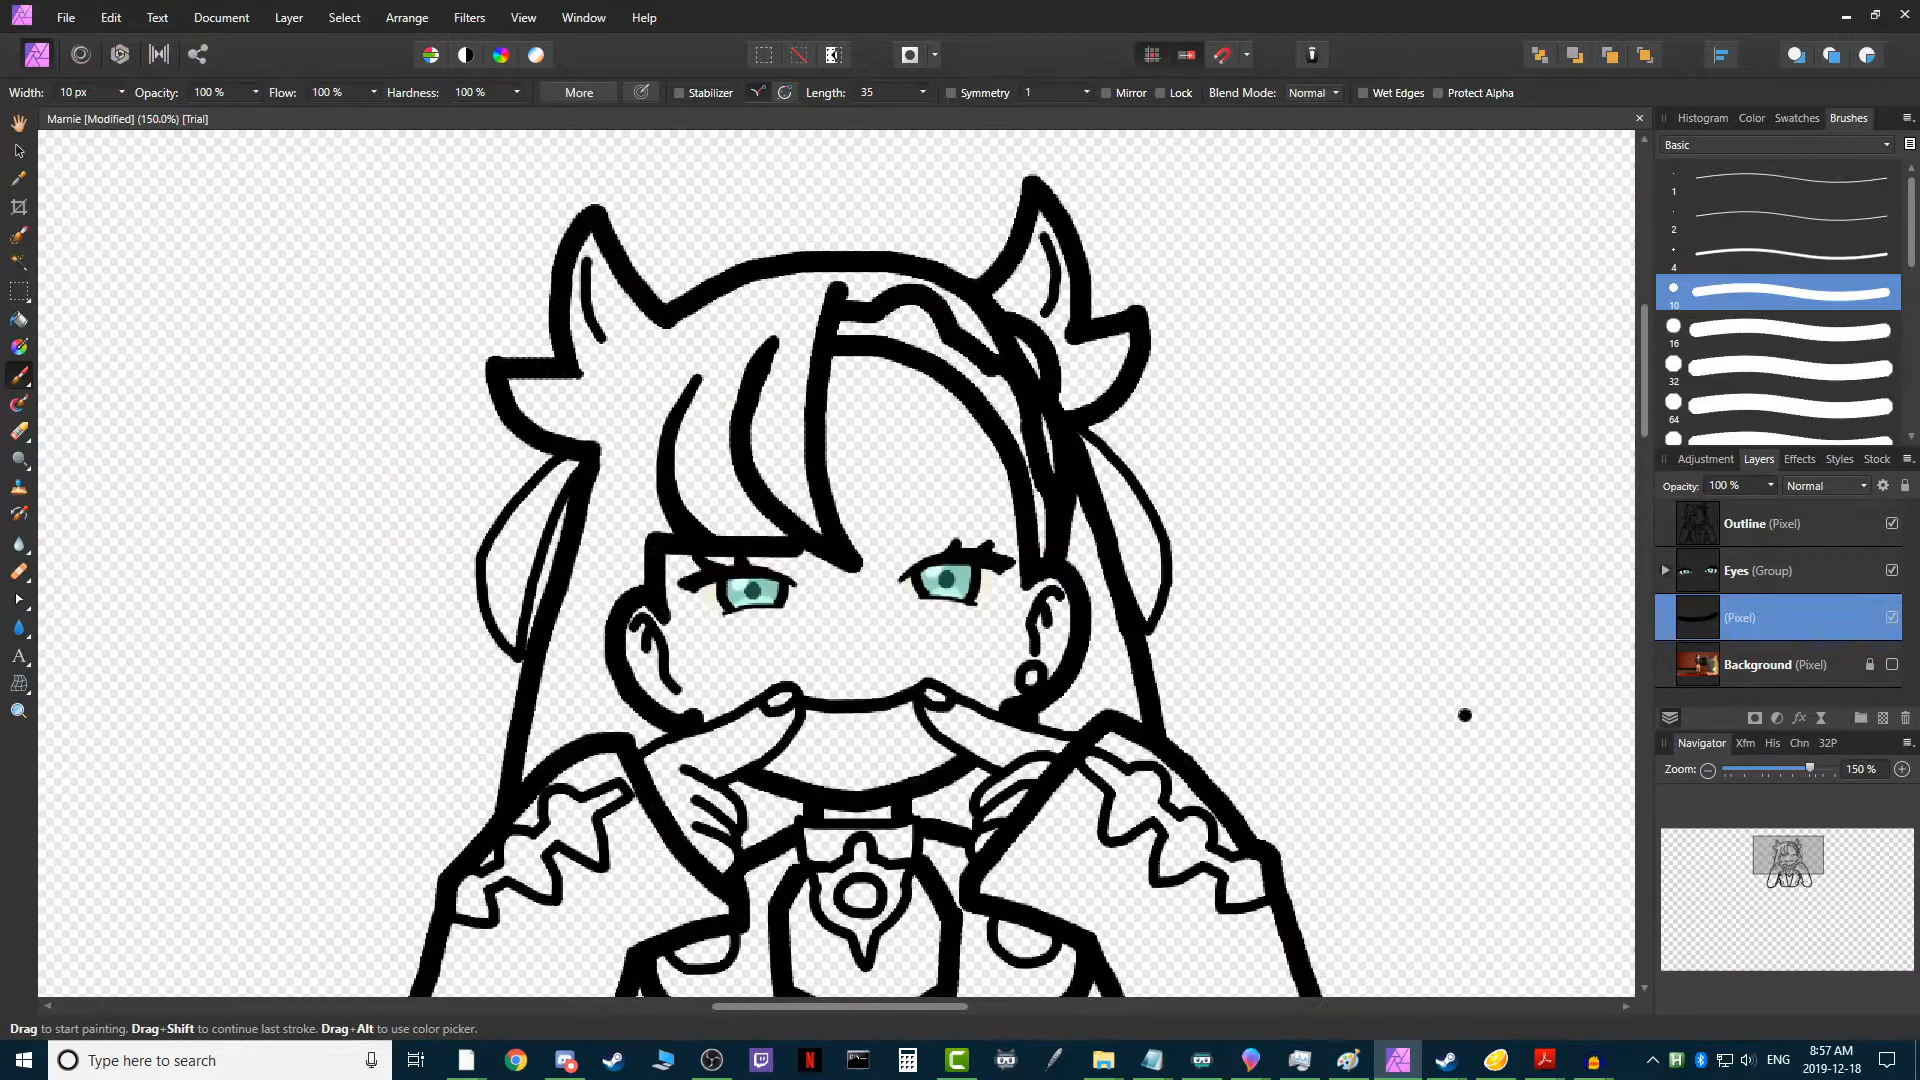 File Edit Text Document Layer Select Arrange Filters View Window Help
Width: 10 px Opacity: 100 % Flow: 100 % Hardness: 100 % More Stabilizer Length: 35 Symmetry 1 Mirror Lock Blend Mode: Normal Wet Edges Protect Alpha
Marnie [Modified] (150.0%) [Trial]
Histogram Color Swatches Brushes
Basic
1
2
4
10
16
32
64
Adjustment Layers Effects Styles Stock
Opacity: 100 % Normal
Outline (Pixel)
Eyes (Group)
(Pixel)
Background (Pixel)
Navigator Xfm His Chn 32P
Zoom: 150 %
Drag to start painting. Drag+Shift to continue last stroke. Drag+Alt to use color picker.
Type here to search
ENG
8:57 AM
2019-12-18